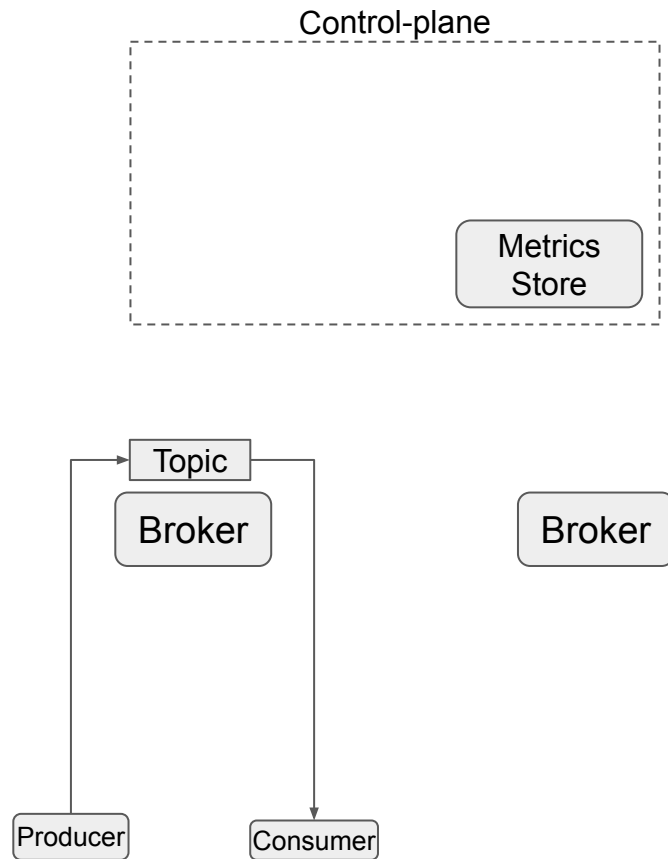 Control-plane
Metrics
Store
Topic
Broker
Broker
Producer
Consumer